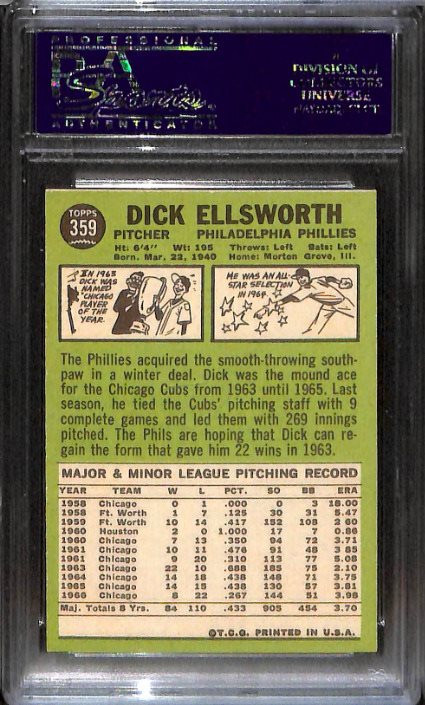 PROFESSIONAL
PSA
AUTHENTICATOR
DIVISION OF
COLLECTORS
UNIVERSE
TOPPS
359
DICK ELLSWORTH
PITCHER PHILADELPHIA PHILLIES
Ht: 6'4" Wt: 195 Throws: Left Bats: Left
Born. Mar. 22, 1940 Home: Morton Grove, Ill.
IN 1963
DICK WAS
NAMED
"CHICAGO
PLAYER
OF THE
YEAR.
HE WAS AN ALL-
STAR SELECTION
IN 1964.
The Phillies acquired the smooth-throwing south-
paw in a winter deal. Dick was the mound ace
for the Chicago Cubs from 1963 until 1965. Last
season, he tied the Cubs' pitching staff with 9
complete games and led them with 269 innings
pitched. The Phils are hoping that Dick can re-
gain the form that gave him 22 wins in 1963.
MAJOR & MINOR LEAGUE PITCHING RECORD
YEAR TEAM W L PCT. SO BB ERA
1958 Chicago 0 1 .000 0 3 18.00
1958 Ft. Worth 1 7 .125 30 31 5.47
1959 Ft. Worth 10 14 .417 152 108 2.60
1960 Houston 2 0 1.000 17 7 0.86
1960 Chicago 7 13 .350 94 72 3.71
1961 Chicago 10 11 .476 91 48 3.85
1961 Chicago 9 20 .310 113 77 5.08
1963 Chicago 22 10 .688 185 75 2.10
1964 Chicago 14 18 .438 148 71 3.75
1965 Chicago 14 15 .438 130 57 3.81
1966 Chicago 8 22 .267 144 51 3.98
Maj. Totals 8 Yrs. 84 110 .433 905 454 3.70
©T.C.G. PRINTED IN U.S.A.